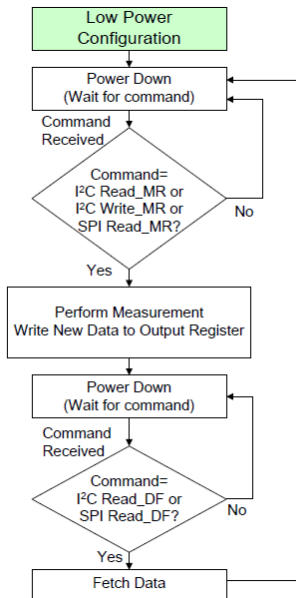 Low Power
Configuration
Power Down
(Wait for command)
Command
Received
Command=
I²C Read_MR or
I²C Write_MR or
SPI Read_MR?
No
Yes
Perform Measurement
Write New Data to Output Register
Power Down
(Wait for command)
Command
Received
Command=
I²C Read_DF or
SPI Read_DF?
No
Yes
Fetch Data